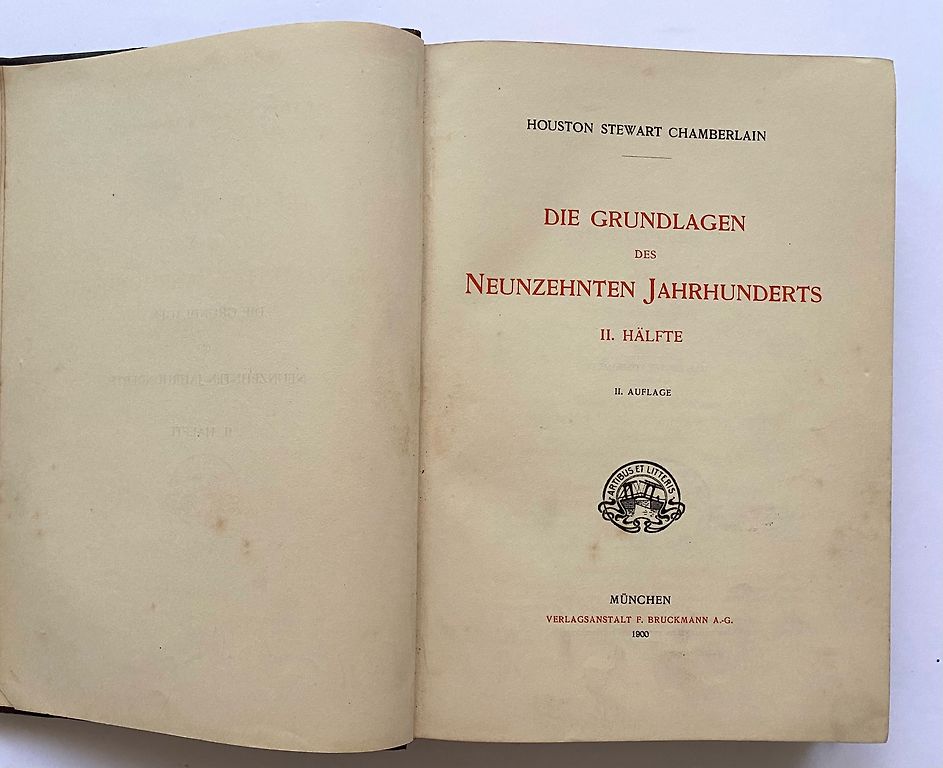 HOUSTON STEWART CHAMBERLAIN
DIE GRUNDLAGEN
DES
NEUNZEHNTEN JAHRHUNDERTS
II. HÄLFTE
II. AUFLAGE
ARTIBUS ET LITTERIS
MÜNCHEN
VERLAGSANSTALT F. BRUCKMANN A.-G.
1900